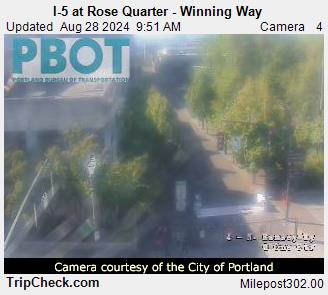 I-5 at Rose Quarter - Winning Way
Updated Aug 28 2024 9:51 AM Camera 4
PBOT
PORTLAND BUREAU OF TRANSPORTATION
Camera courtesy of the City of Portland
TripCheck.com Milepost302.00